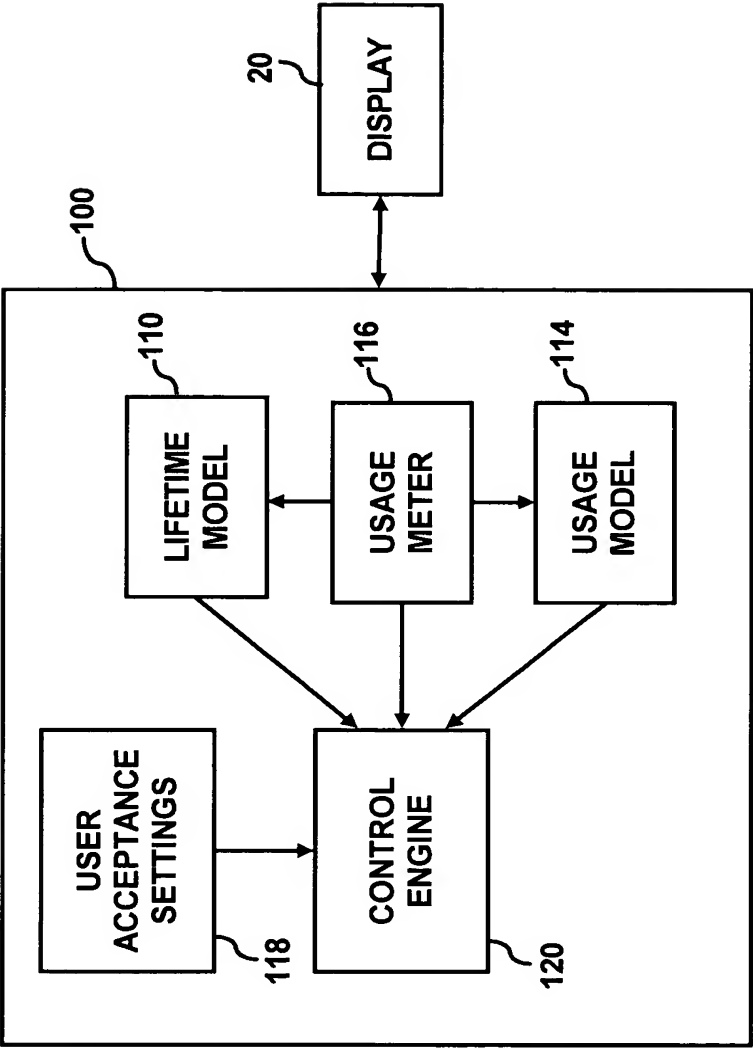 100
USER
ACCEPTANCE
SETTINGS
118
LIFETIME
MODEL
110
20
DISPLAY
CONTROL
ENGINE
120
USAGE
METER
116
USAGE
MODEL
114